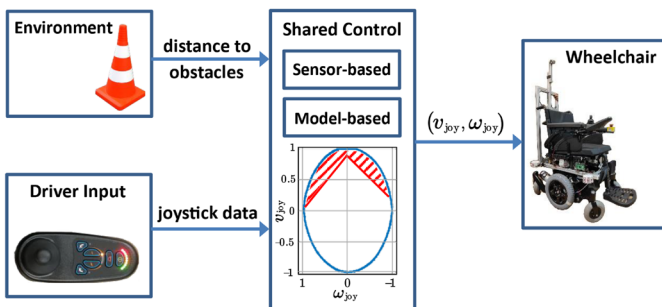 Environment
distance to
obstacles
Driver Input
joystick data
Shared Control
Sensor-based
Model-based
1
0.5
0
−0.5
−1
v_joy
1 0 −1
ω_joy
(v_joy, ω_joy)
Wheelchair